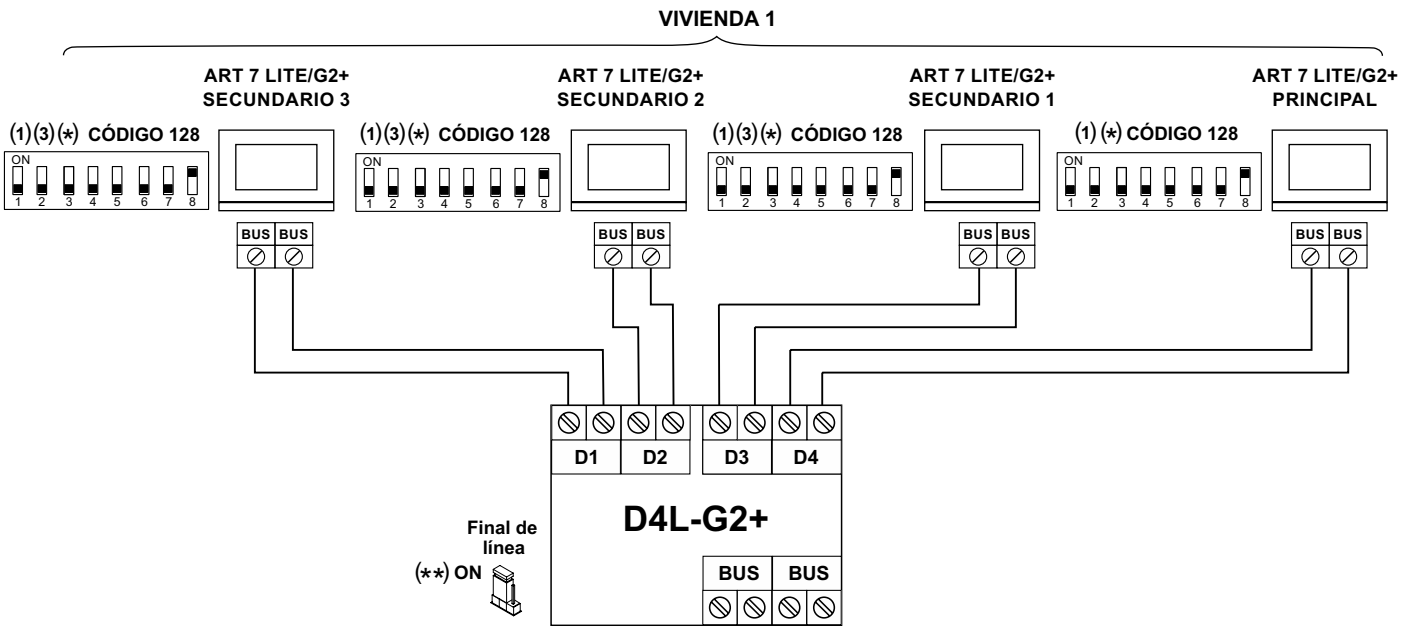 VIVIENDA 1
ART 7 LITE/G2+
SECUNDARIO 3
ART 7 LITE/G2+
SECUNDARIO 2
ART 7 LITE/G2+
SECUNDARIO 1
ART 7 LITE/G2+
PRINCIPAL
(1)(3)(*) CÓDIGO 128
(1)(3)(*) CÓDIGO 128
(1)(3)(*) CÓDIGO 128
(1)(*) CÓDIGO 128
ON
1 2 3 4 5 6 7 8
ON
1 2 3 4 5 6 7 8
ON
1 2 3 4 5 6 7 8
ON
1 2 3 4 5 6 7 8
BUS BUS
BUS BUS
BUS BUS
BUS BUS
D1 D2 D3 D4
D4L-G2+
Final de
línea
(**) ON
BUS BUS